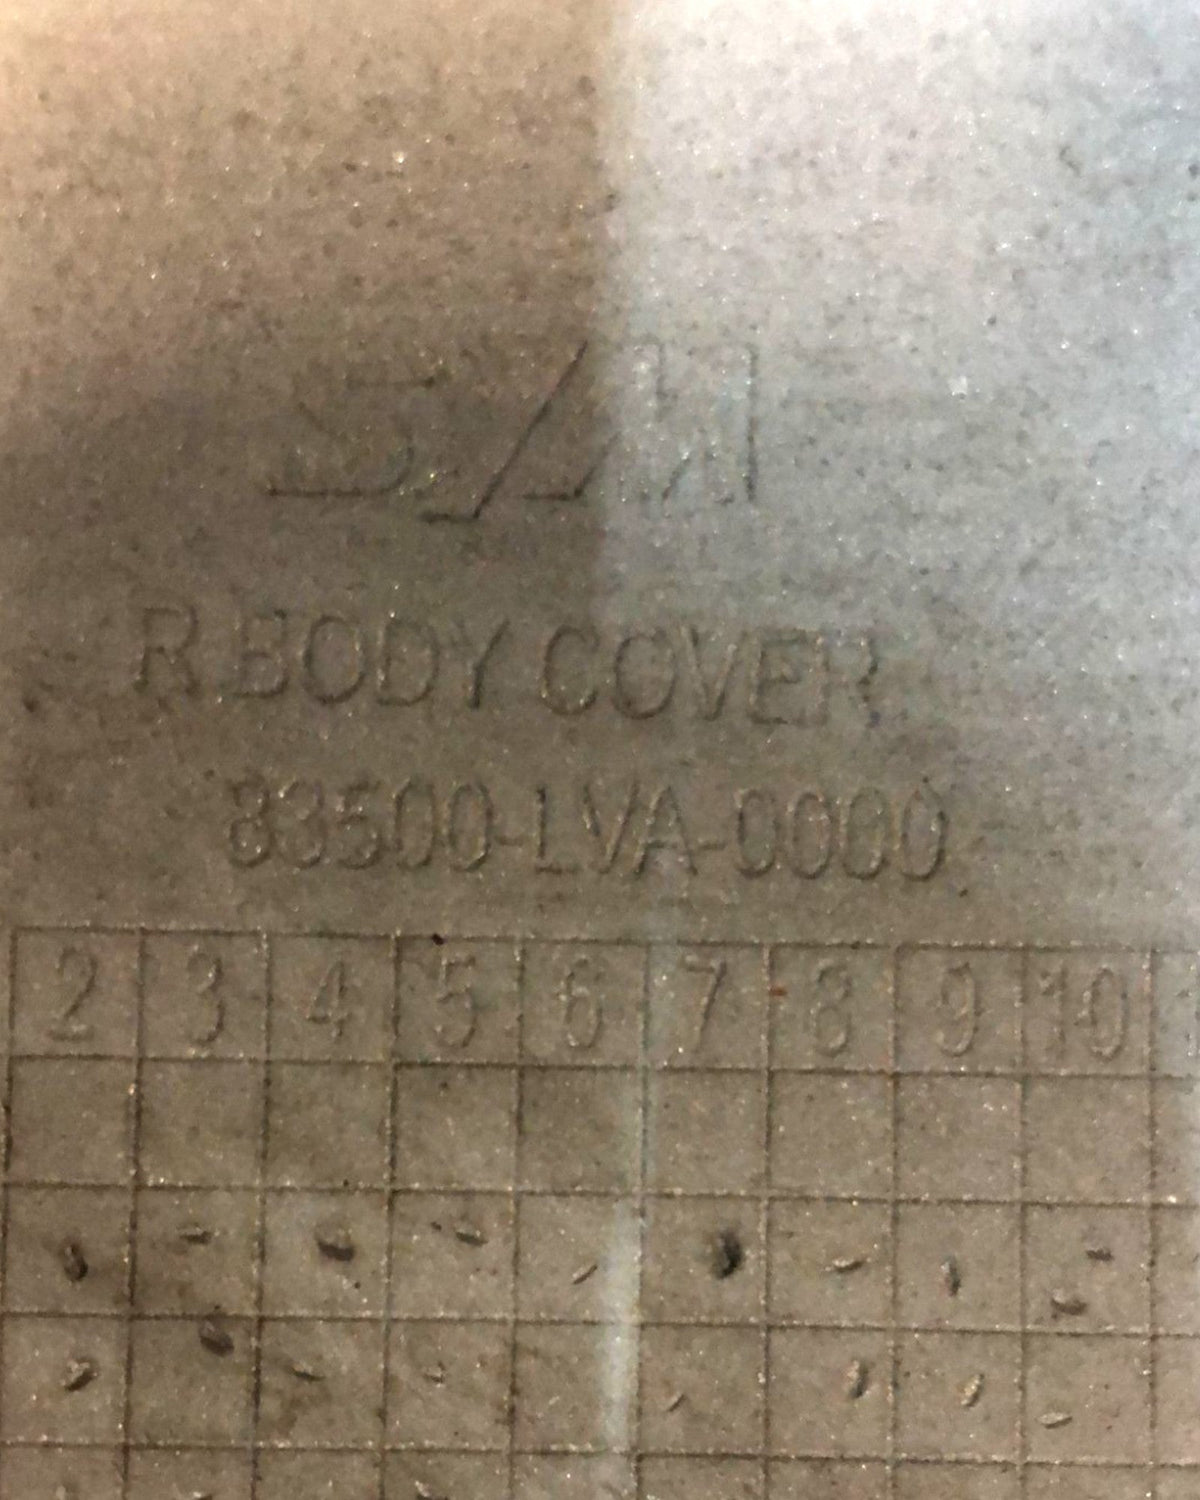 SYM
R.BODY COVER
83500-LVA-0000
2 3 4 5 6 7 8 9 10